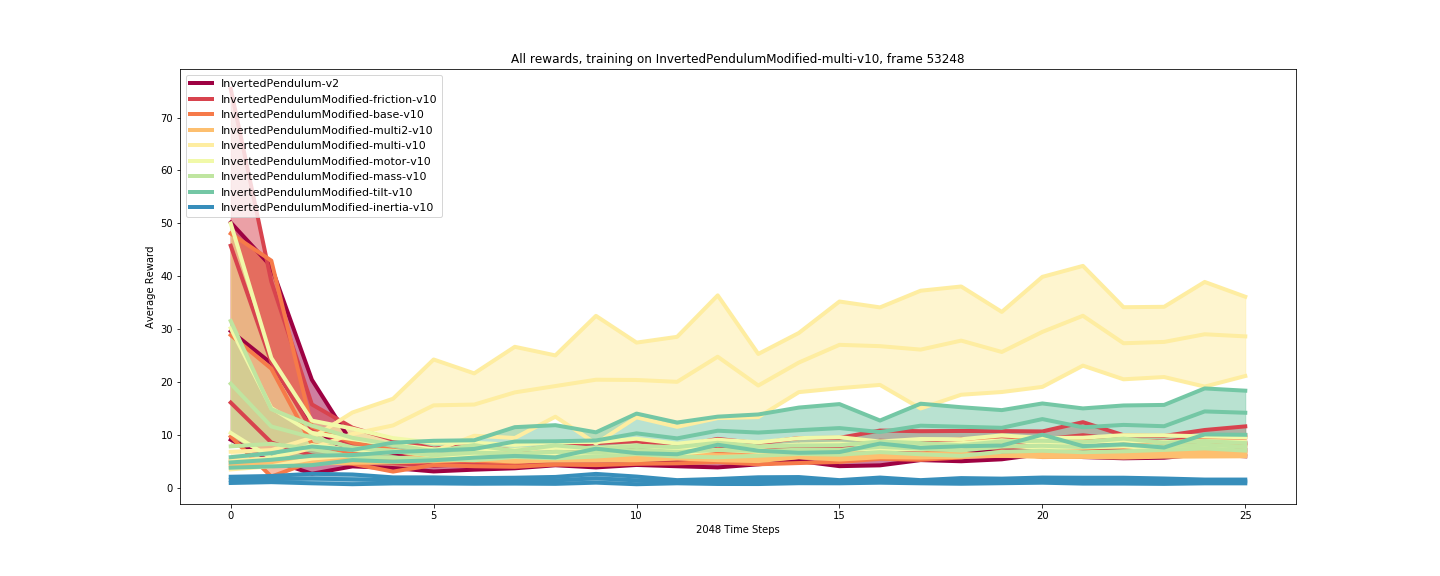 All rewards, training on InvertedPendulumModified-multi-v10, frame 53248
InvertedPendulum-v2
InvertedPendulumModified-friction-v10
InvertedPendulumModified-base-v10
InvertedPendulumModified-multi2-v10
InvertedPendulumModified-multi-v10
InvertedPendulumModified-motor-v10
InvertedPendulumModified-mass-v10
InvertedPendulumModified-tilt-v10
InvertedPendulumModified-inertia-v10
Average Reward
70
60
50
40
30
20
10
0
0 5 10 15 20 25
2048 Time Steps